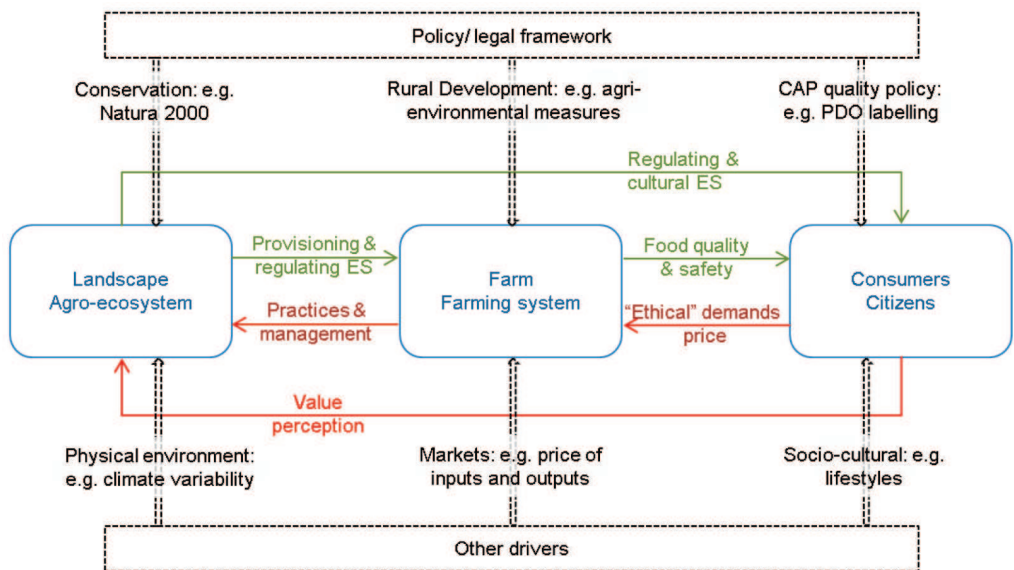 Policy/ legal framework
Conservation: e.g.
Natura 2000
Rural Development: e.g. agri-
environmental measures
CAP quality policy:
e.g. PDO labelling
Regulating &
cultural ES
Landscape
Agro-ecosystem
Provisioning &
regulating ES
Practices &
management
Farm
Farming system
Food quality
& safety
“Ethical” demands
price
Consumers
Citizens
Value
perception
Physical environment:
e.g. climate variability
Markets: e.g. price of
inputs and outputs
Socio-cultural: e.g.
lifestyles
Other drivers